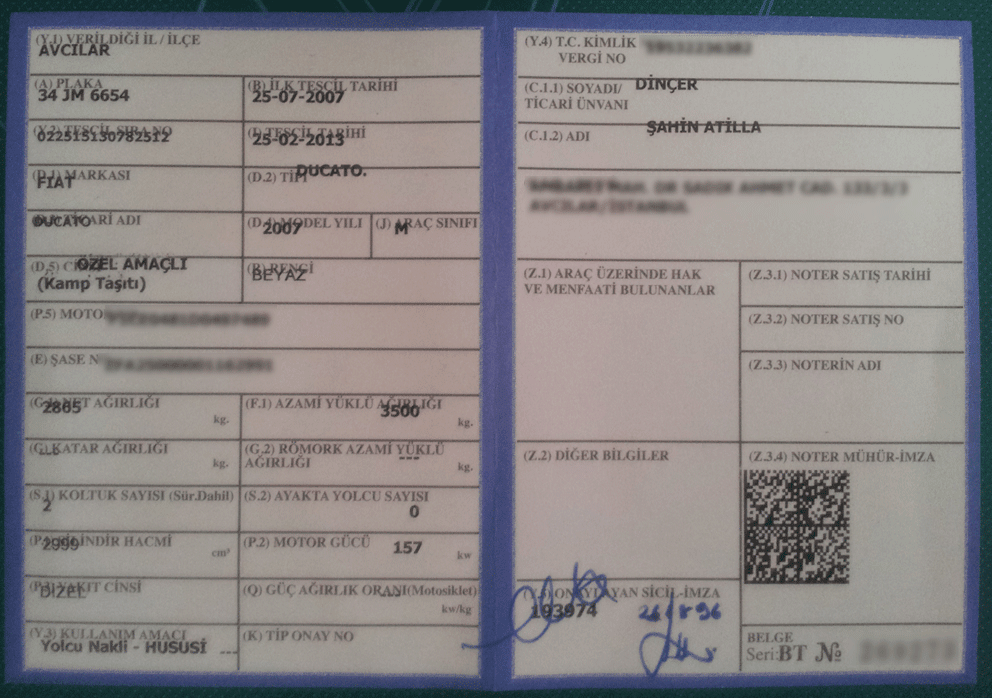 (Y.1) VERİLDİĞİ İL / İLÇE
AVCILAR
(A) PLAKA
34 JM 6654
(B) İLK TESCİL TARİHİ
25-07-2007
(Y.2) TESCİL SIRA NO
022515130782512
(I) TESCİL TARİHİ
25-02-2013
(D.1) MARKASI
FIAT
(D.2) TİPİ
DUCATO.
(D.3) TİCARİ ADI
DUCATO
(D.4) MODEL YILI
2007
(J) ARAÇ SINIFI
M
(D.5) CİNSİ
ÖZEL AMAÇLI
(Kamp Taşıtı)
(R) RENGİ
BEYAZ
(P.5) MOTO
(E) ŞASE N
(G.1) NET AĞIRLIĞI
2805
kg.
(F.1) AZAMİ YÜKLÜ AĞIRLIĞI
3500
kg.
(G) KATAR AĞIRLIĞI
---
kg.
(G.2) RÖMORK AZAMİ YÜKLÜ
AĞIRLIĞI
---
kg.
(S.1) KOLTUK SAYISI (Sür.Dahil)
2
(S.2) AYAKTA YOLCU SAYISI
0
(P.1) SİLİNDİR HACMİ
2999
cm³
(P.2) MOTOR GÜCÜ
157
kw
(P.3) YAKIT CİNSİ
DİZEL
(Q) GÜÇ AĞIRLIK ORANI(Motosiklet)
---
kw/kg
(Y.3) KULLANIM AMACI
Yolcu Nakli - HUSUSİ ---
(K) TİP ONAY NO
(Y.4) T.C. KİMLİK
VERGİ NO
(C.1.1) SOYADI/
TİCARİ ÜNVANI
DİNÇER
(C.1.2) ADI
ŞAHİN ATİLLA
(Z.1) ARAÇ ÜZERİNDE HAK
VE MENFAATİ BULUNANLAR
(Z.3.1) NOTER SATIŞ TARİHİ
(Z.3.2) NOTER SATIŞ NO
(Z.3.3) NOTERİN ADI
(Z.2) DİĞER BİLGİLER
(Z.3.4) NOTER MÜHÜR-İMZA
(Y.5) ONAYLAYAN SİCİL-İMZA
193974
BELGE
Seri:BT №